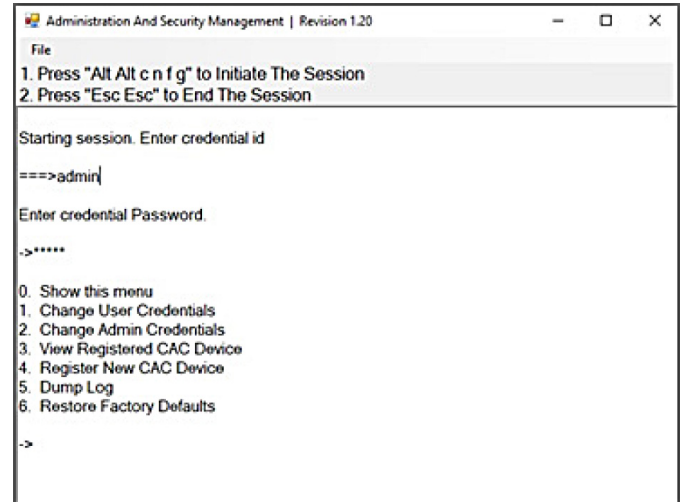 Administration And Security Management | Revision 1.20
File
1. Press "Alt Alt c n f g" to Initiate The Session
2. Press "Esc Esc" to End The Session
Starting session. Enter credential id
===>admin
Enter credential Password.
->*****
0. Show this menu
1. Change User Credentials
2. Change Admin Credentials
3. View Registered CAC Device
4. Register New CAC Device
5. Dump Log
6. Restore Factory Defaults
->